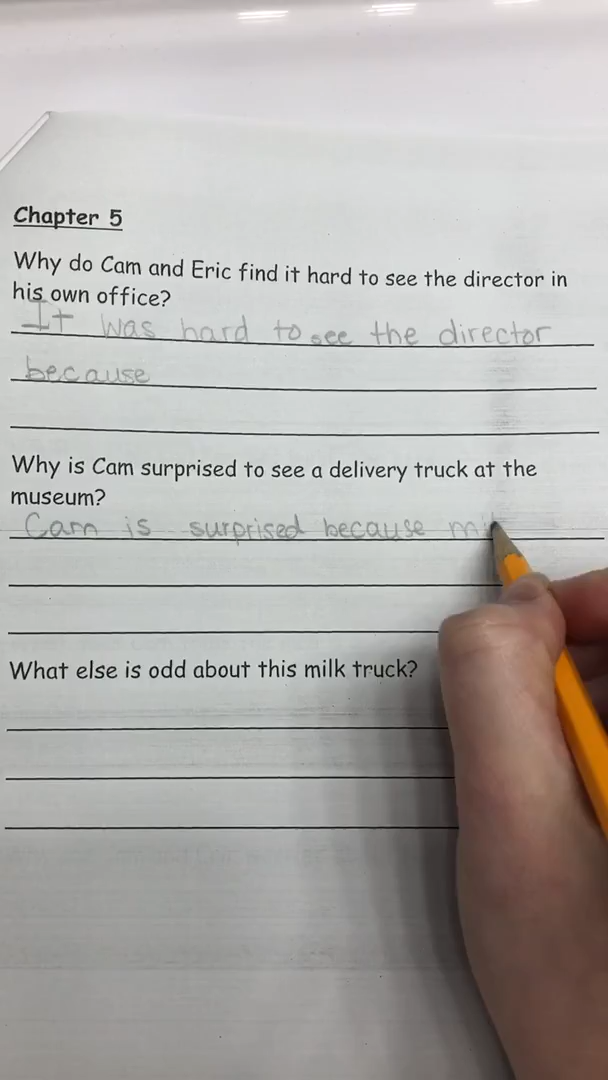 Chapter 5
Why do Cam and Eric find it hard to see the director in
his own office?
It was hard to see the director
because
Why is Cam surprised to see a delivery truck at the
museum?
Cam is surprised because mi
What else is odd about this milk truck?